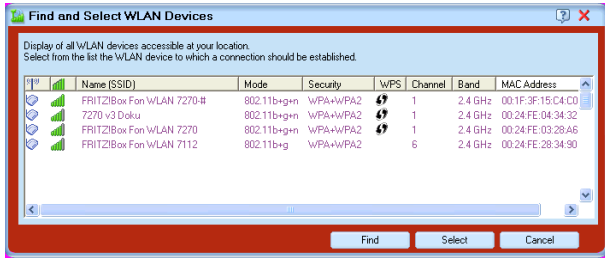 Find and Select WLAN Devices
Display of all WLAN devices accessible at your location.
Select from the list the WLAN device to which a connection should be established.
Name (SSID) Mode Security WPS Channel Band MAC Address
FRITZ!Box Fon WLAN 7270-# 802.11b+g+n WPA+WPA2 1 2.4 GHz 00:1F:3F:15:C4:C0
7270 v3 Doku 802.11b+g+n WPA+WPA2 1 2.4 GHz 00:24:FE:04:34:32
FRITZ!Box Fon WLAN 7270 802.11b+g+n WPA+WPA2 1 2.4 GHz 00:24:FE:03:28:A6
FRITZ!Box Fon WLAN 7112 802.11b+g WPA+WPA2 6 2.4 GHz 00:24:FE:28:34:90
Find Select Cancel